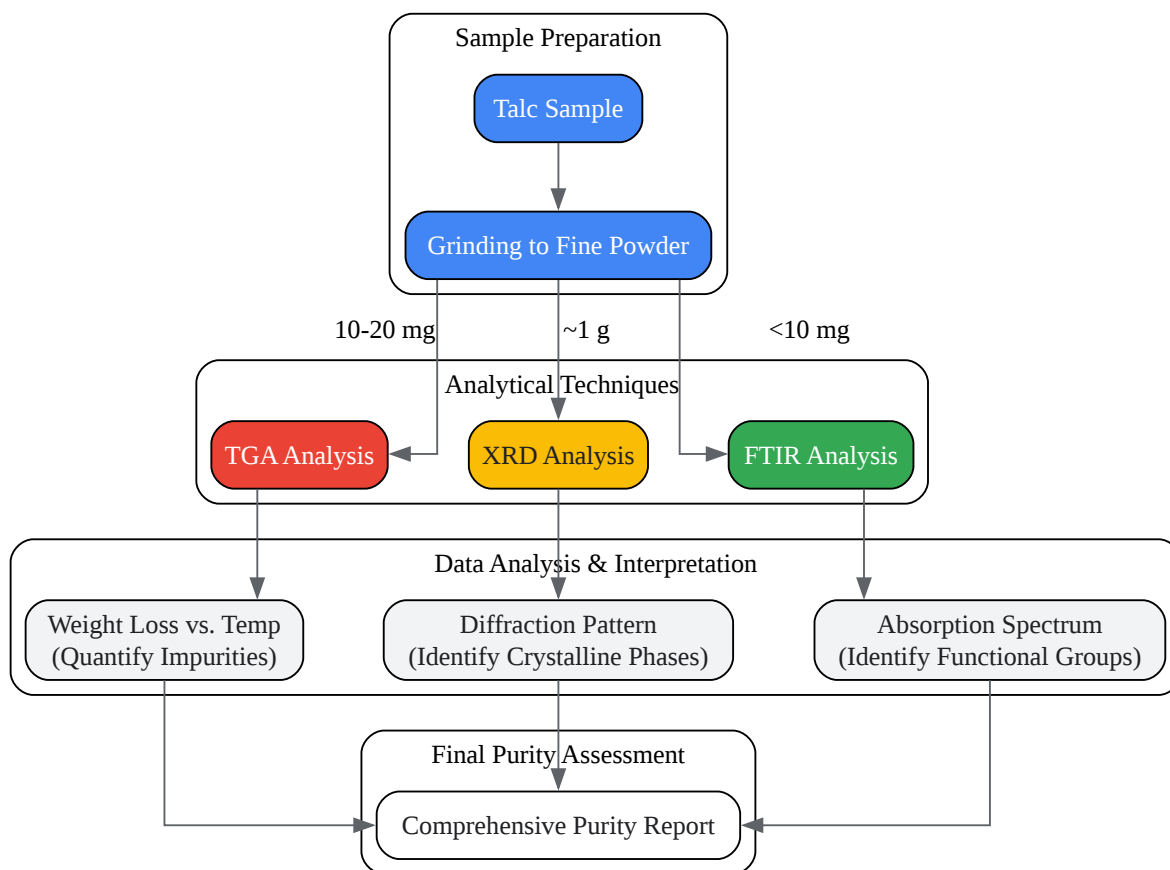 Sample Preparation
Talc Sample
Grinding to Fine Powder
10-20 mg
~1 g
<10 mg
Analytical Techniques
TGA Analysis
XRD Analysis
FTIR Analysis
Data Analysis & Interpretation
Weight Loss vs. Temp
(Quantify Impurities)
Diffraction Pattern
(Identify Crystalline Phases)
Absorption Spectrum
(Identify Functional Groups)
Final Purity Assessment
Comprehensive Purity Report